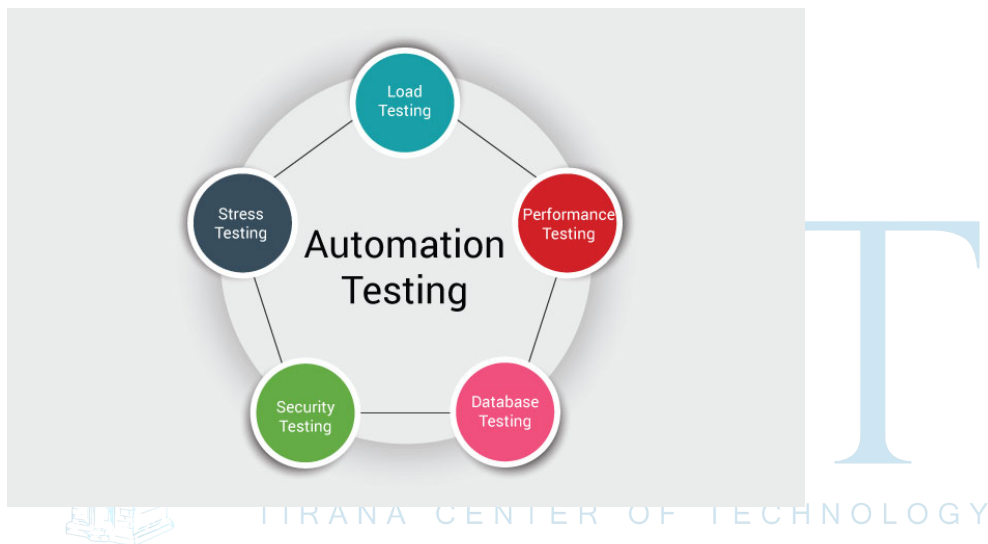 Load
Testing
Stress
Testing
Performance
Testing
Automation
Testing
Security
Testing
Database
Testing
T
TIRANA CENTER OF TECHNOLOGY